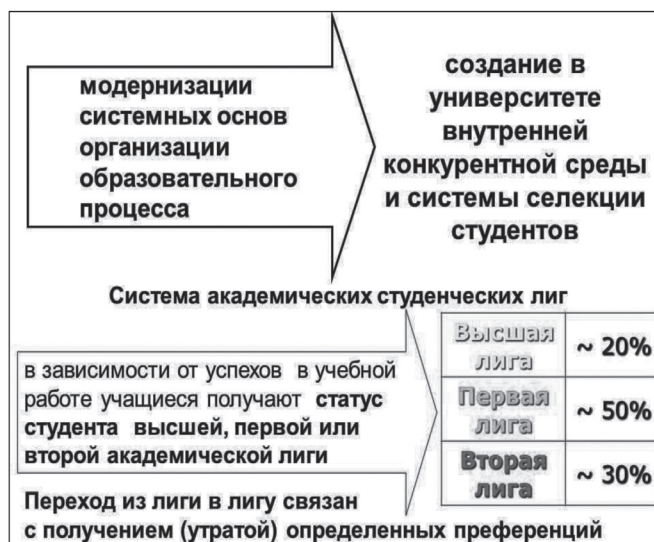 модернизации
системных основ
организации
образовательного
процесса
создание в
университете
внутренней
конкурентной среды
и системы селекции
студентов
Система академических студенческих лиг
в зависимости от успехов в учебной
работе учащиеся получают статус
студента высшей, первой или
второй академической лиги
Высшая
лига
~ 20%
Первая
лига
~ 50%
Вторая
лига
~ 30%
Переход из лиги в лигу связан
с получением (утратой) определенных преференций